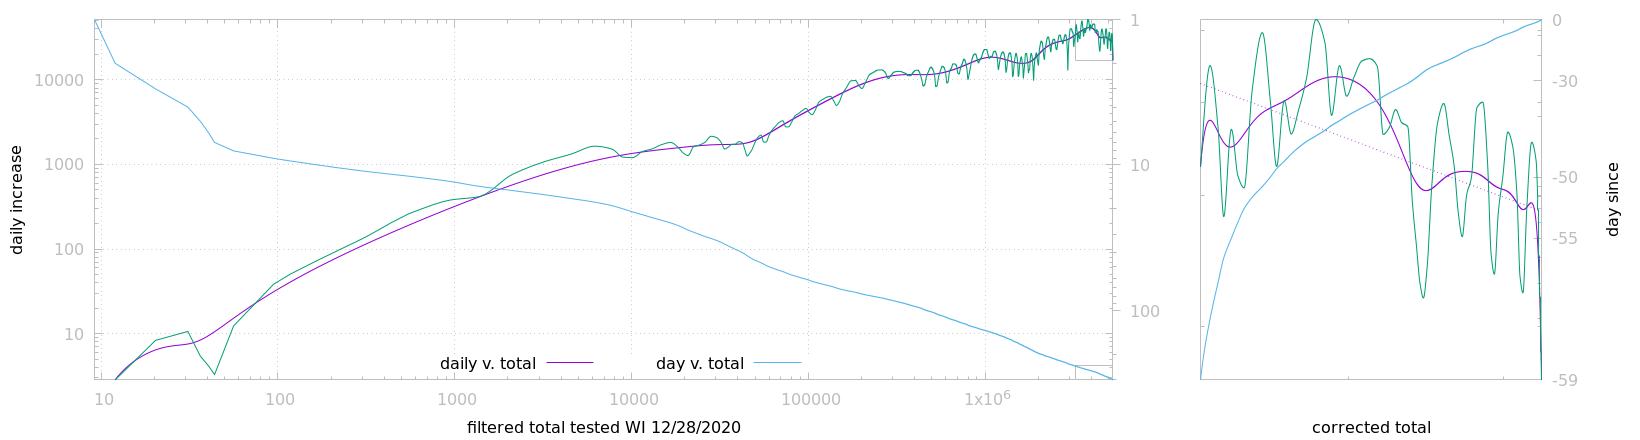 daily increase
10000
1000
100
10
10
100
1000
10000
100000
1x10^6
daily v. total
day v. total
filtered total tested WI 12/28/2020
1
10
100
0
-30
-50
-55
-59
day since
corrected total